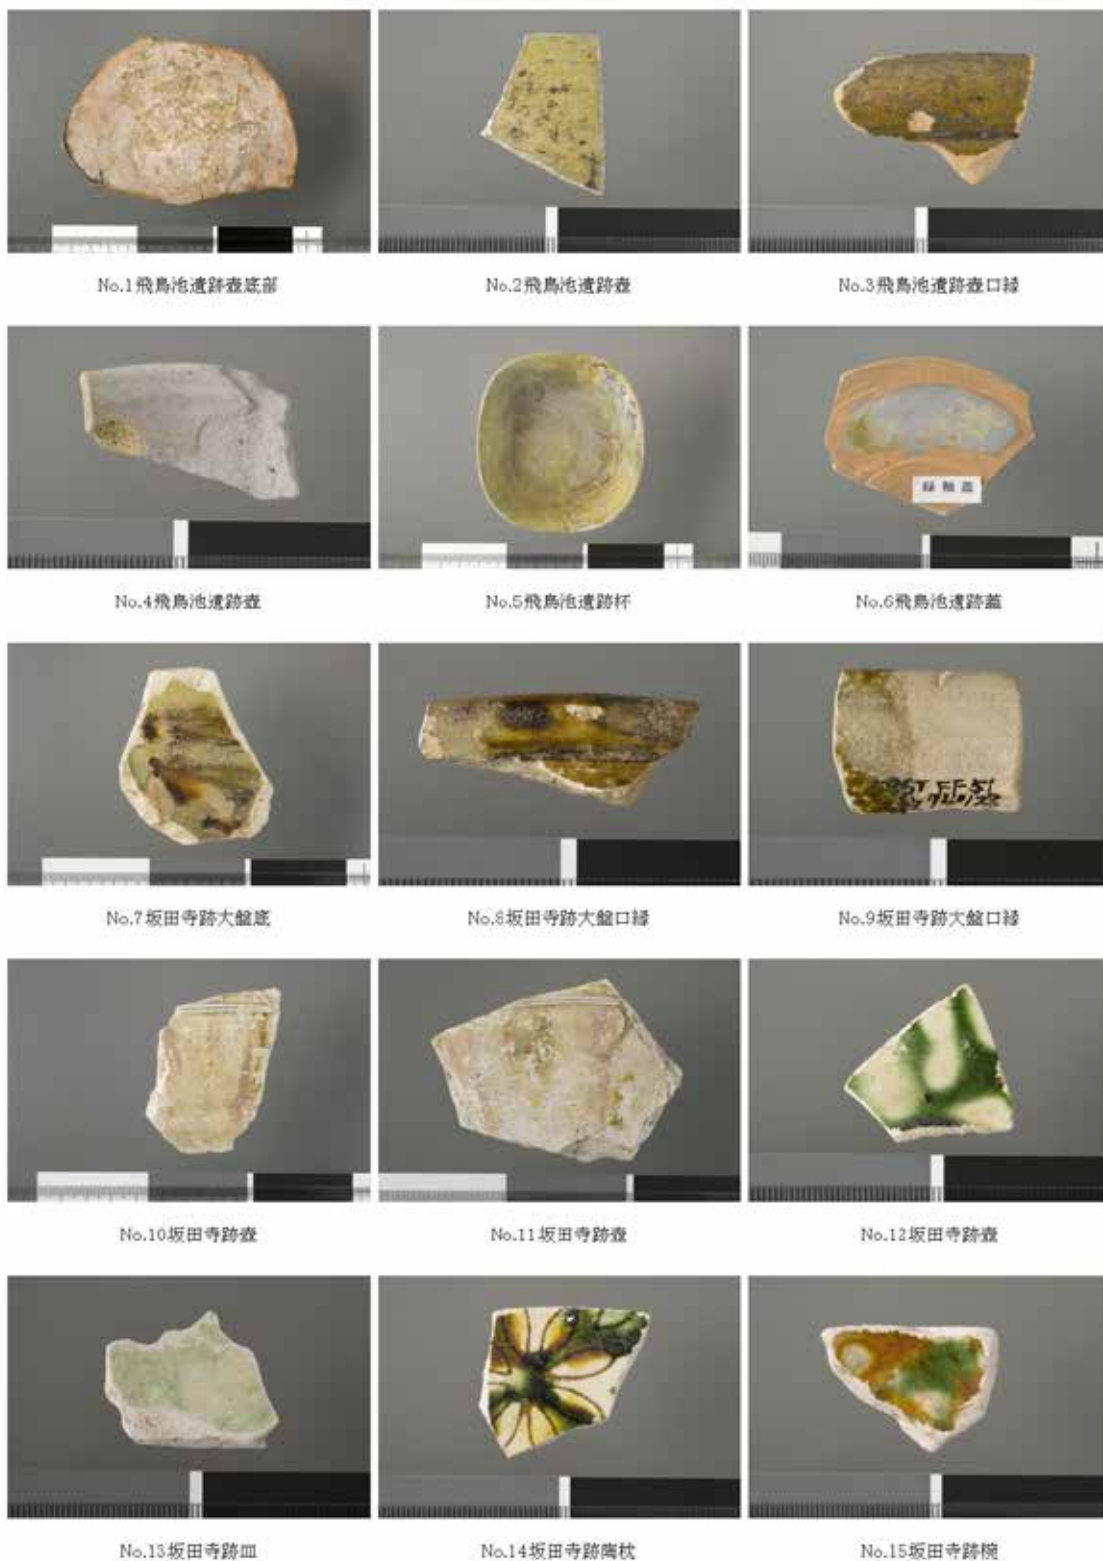 No.1飛鳥池遺跡壺底部
No.2飛鳥池遺跡壺
No.3飛鳥池遺跡壺口縁
No.4飛鳥池遺跡壺
No.5飛鳥池遺跡杯
緑釉蓋
No.6飛鳥池遺跡蓋
No.7坂田寺跡大盤底
No.8坂田寺跡大盤口縁
No.9坂田寺跡大盤口縁
No.10坂田寺跡壺
No.11坂田寺跡壺
No.12坂田寺跡壺
No.13坂田寺跡皿
No.14坂田寺跡陶枕
No.15坂田寺跡椀